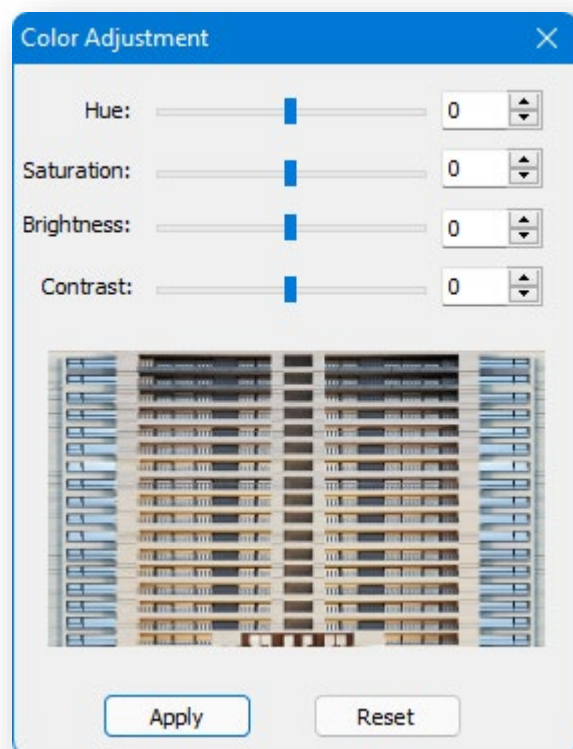 Color Adjustment
Hue: 0
Saturation: 0
Brightness: 0
Contrast: 0
Apply Reset